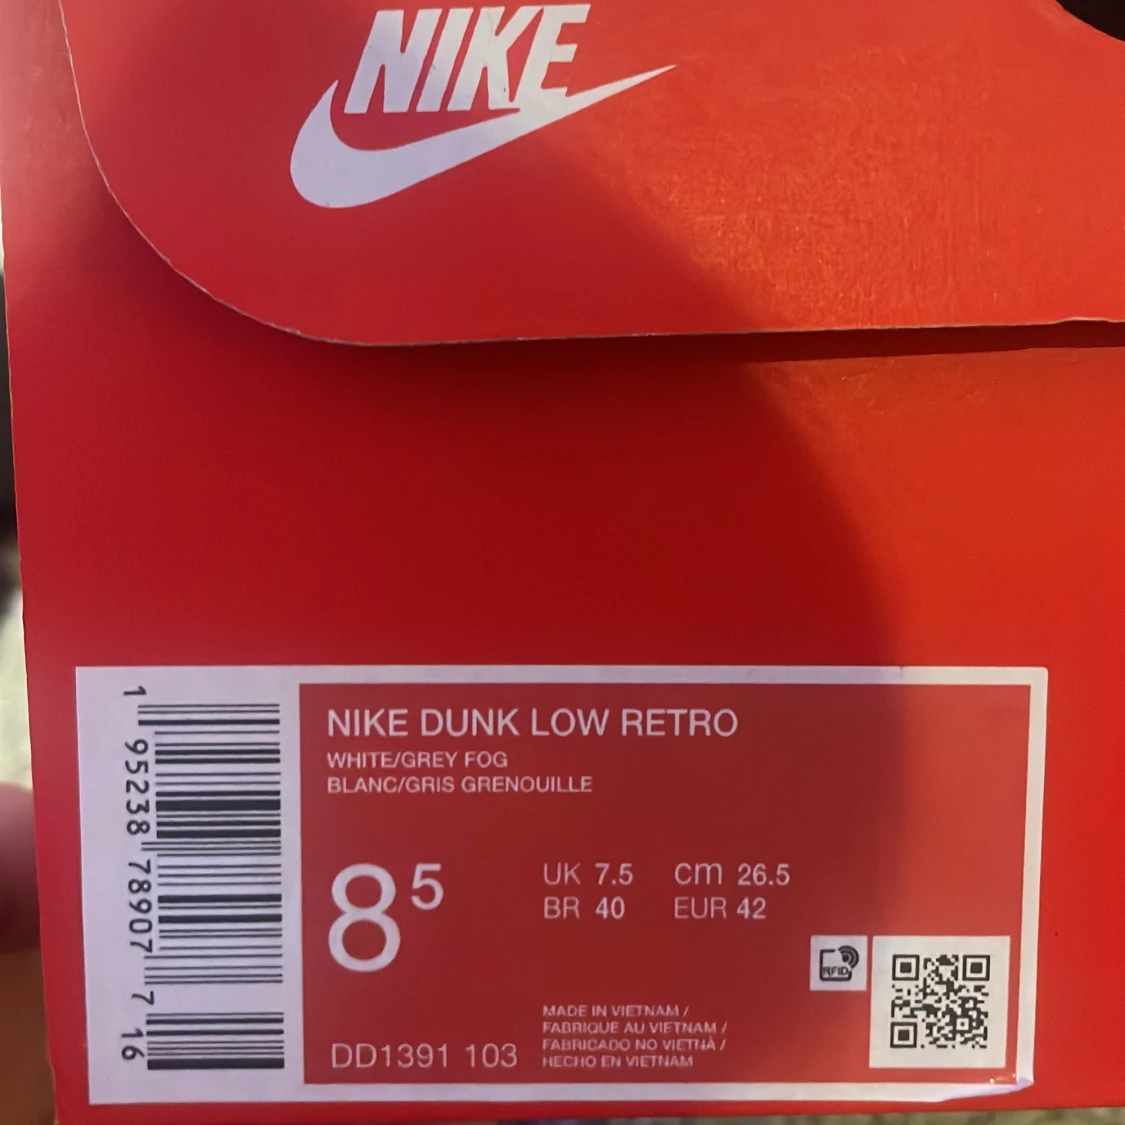 NIKE
NIKE DUNK LOW RETRO
WHITE/GREY FOG
BLANC/GRIS GRENOUILLE
8 5
UK 7.5 cm 26.5
BR 40 EUR 42
RFID
MADE IN VIETNAM /
FABRIQUE AU VIETNAM /
FABRICADO NO VIETNÃ /
HECHO EN VIETNAM
DD1391 103
1 95238 78907 7 16